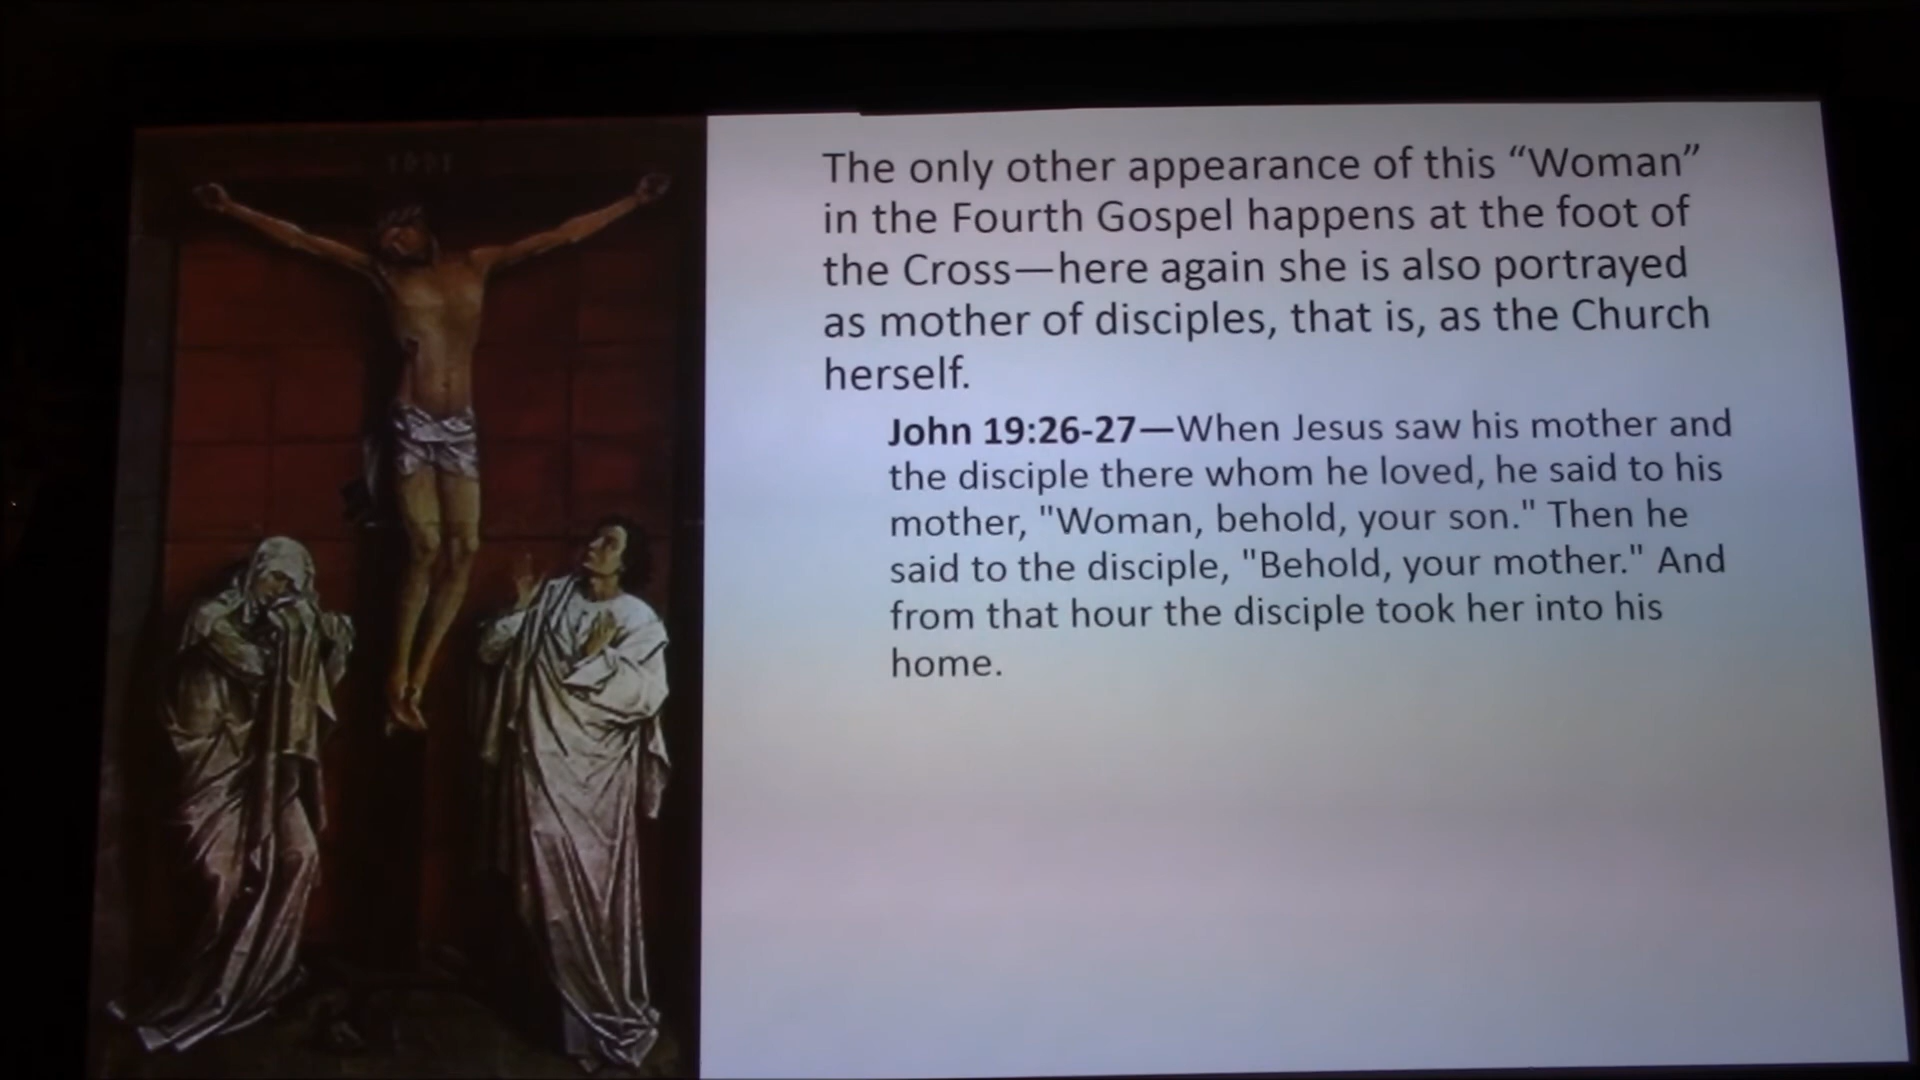 The only other appearance of this “Woman”
in the Fourth Gospel happens at the foot of
the Cross—here again she is also portrayed
as mother of disciples, that is, as the Church
herself.
John 19:26-27—When Jesus saw his mother and
the disciple there whom he loved, he said to his
mother, "Woman, behold, your son." Then he
said to the disciple, "Behold, your mother." And
from that hour the disciple took her into his
home.